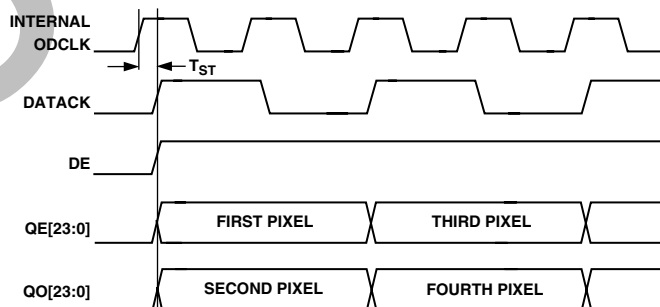 INTERNAL
ODCLK
T_ST
DATACK
DE
QE[23:0] FIRST PIXEL THIRD PIXEL
QO[23:0] SECOND PIXEL FOURTH PIXEL